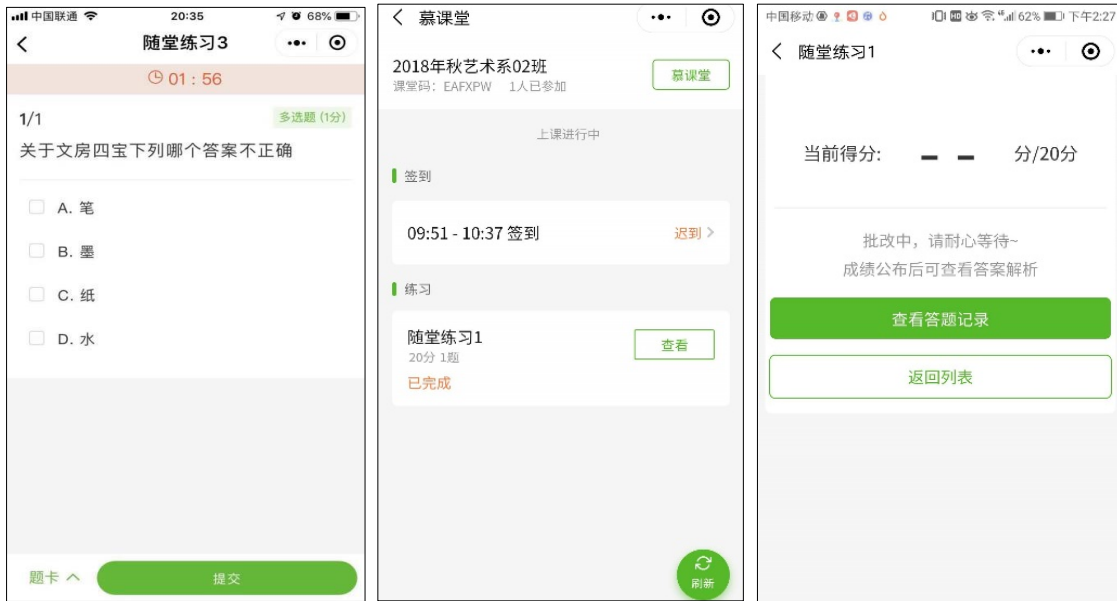 中国联通
20:35
68%
随堂练习3
01 : 56
1/1
多选题 (1分)
关于文房四宝下列哪个答案不正确
A. 笔
B. 墨
C. 纸
D. 水
题卡
提交
慕课堂
2018年秋艺术系02班
课堂码：EAFXPW 1人已参加
慕课堂
上课进行中
签到
09:51 - 10:37 签到
迟到
练习
随堂练习1
20分 1题
已完成
查看
刷新
中国移动
62%
下午2:27
随堂练习1
当前得分:
– –
分/20分
批改中，请耐心等待~
成绩公布后可查看答案解析
查看答题记录
返回列表